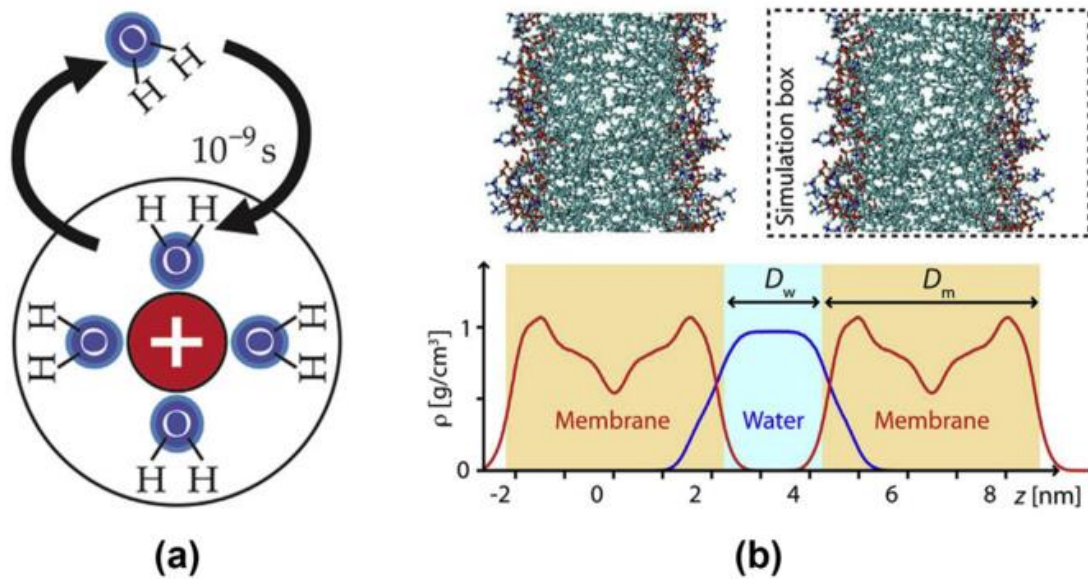 O
H
H
10⁻⁹ s
H H
O
H
H
O
+
O
H
H
O
H H
(a)
Simulation box
D_w
D_m
ρ [g/cm³]
1
0
Membrane
Water
Membrane
-2 0 2 4 6 8 z [nm]
(b)